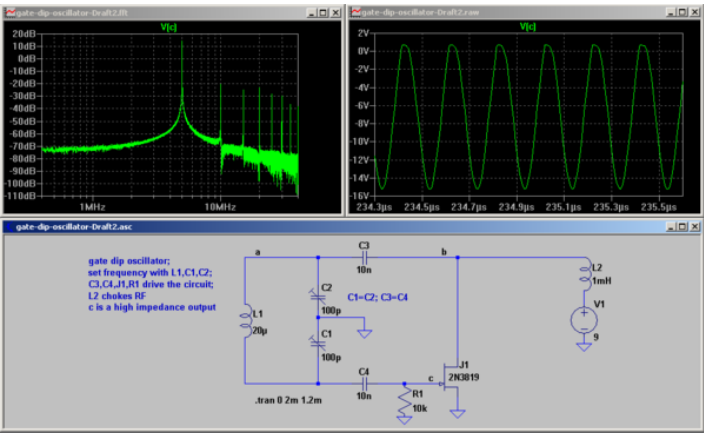 gate-dip-oscillator-Draft2.fft
V[c]
20dB
10dB
0dB
-10dB
-20dB
-30dB
-40dB
-50dB
-60dB
-70dB
-80dB
-90dB
-100dB
-110dB
1MHz
10MHz
gate-dip-oscillator-Draft2.raw
V[c]
2V
0V
-2V
-4V
-6V
-8V
-10V
-12V
-14V
-16V
234.3µs 234.5µs 234.7µs 234.9µs 235.1µs 235.3µs 235.5µs
gate-dip-oscillator-Draft2.asc
gate dip oscillator;
set frequency with L1,C1,C2;
C3,C4,J1,R1 drive the circuit;
L2 chokes RF
c is a high impedance output
a
C3
10n
b
L2
1mH
C2
100p
C1=C2; C3=C4
L1
20µ
V1
9
C1
100p
C4
10n
c
J1
2N3819
R1
10k
.tran 0 2m 1.2m